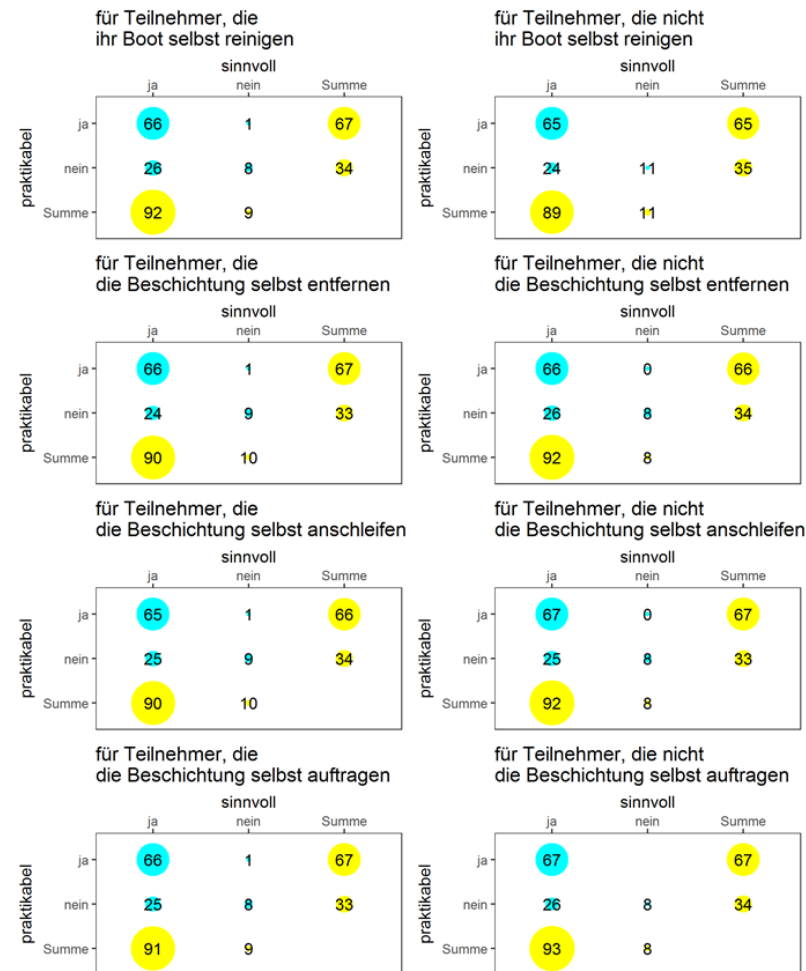 für Teilnehmer, die
ihr Boot selbst reinigen
sinnvoll
ja nein Summe
praktikabel
ja 66 1 67
nein 26 8 34
Summe 92 9
für Teilnehmer, die nicht
ihr Boot selbst reinigen
sinnvoll
ja nein Summe
praktikabel
ja 65 65
nein 24 11 35
Summe 89 11
für Teilnehmer, die
die Beschichtung selbst entfernen
sinnvoll
ja nein Summe
praktikabel
ja 66 1 67
nein 24 9 33
Summe 90 10
für Teilnehmer, die nicht
die Beschichtung selbst entfernen
sinnvoll
ja nein Summe
praktikabel
ja 66 0 66
nein 26 8 34
Summe 92 8
für Teilnehmer, die
die Beschichtung selbst anschleifen
sinnvoll
ja nein Summe
praktikabel
ja 65 1 66
nein 25 9 34
Summe 90 10
für Teilnehmer, die nicht
die Beschichtung selbst anschleifen
sinnvoll
ja nein Summe
praktikabel
ja 67 0 67
nein 25 8 33
Summe 92 8
für Teilnehmer, die
die Beschichtung selbst auftragen
sinnvoll
ja nein Summe
praktikabel
ja 66 1 67
nein 25 8 33
Summe 91 9
für Teilnehmer, die nicht
die Beschichtung selbst auftragen
sinnvoll
ja nein Summe
praktikabel
ja 67 67
nein 26 8 34
Summe 93 8